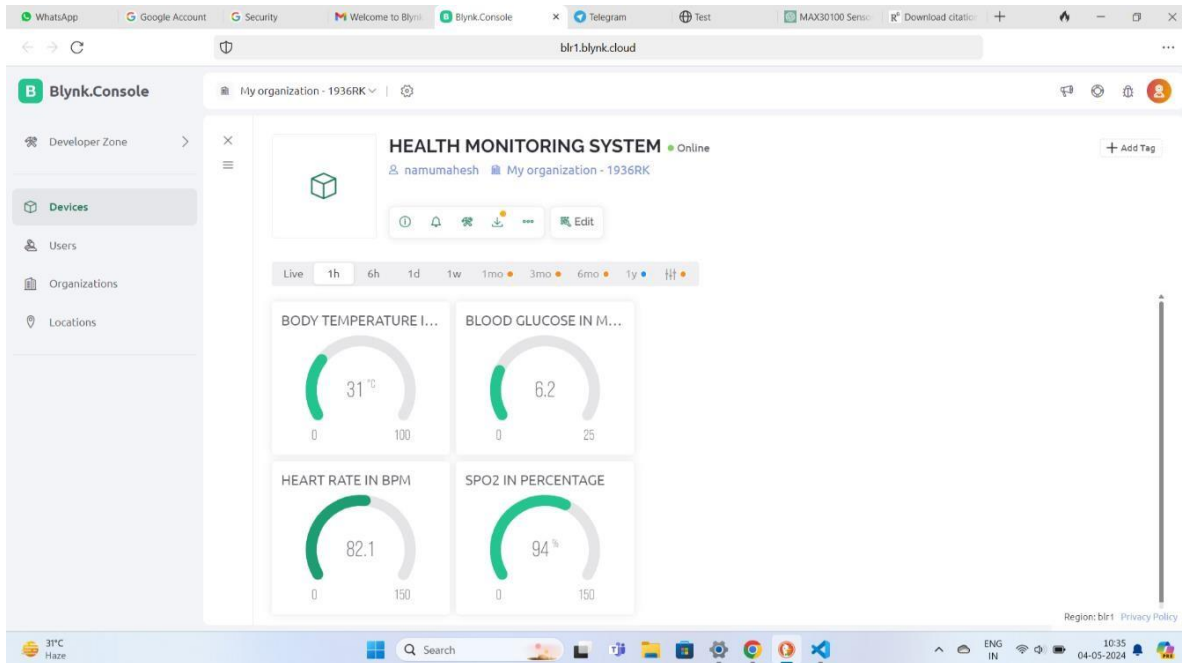 WhatsApp
Google Account
Security
Welcome to Blyn
Blynk.Console
Telegram
Test
MAX30100 Senso
Download citatio
blr1.blynk.cloud
B Blynk.Console
My organization - 1936RK
Developer Zone
Devices
Users
Organizations
Locations
HEALTH MONITORING SYSTEM Online
namumahesh My organization - 1936RK
Edit
+ Add Tag
Live 1h 6h 1d 1w 1mo 3mo 6mo 1y
BODY TEMPERATURE I...
31 °C
0 100
BLOOD GLUCOSE IN M...
6.2
0 25
HEART RATE IN BPM
82.1
0 150
SPO2 IN PERCENTAGE
94 %
0 150
Region: blr1 Privacy Policy
31°C
Haze
Search
ENG
IN
10:35
04-05-2024